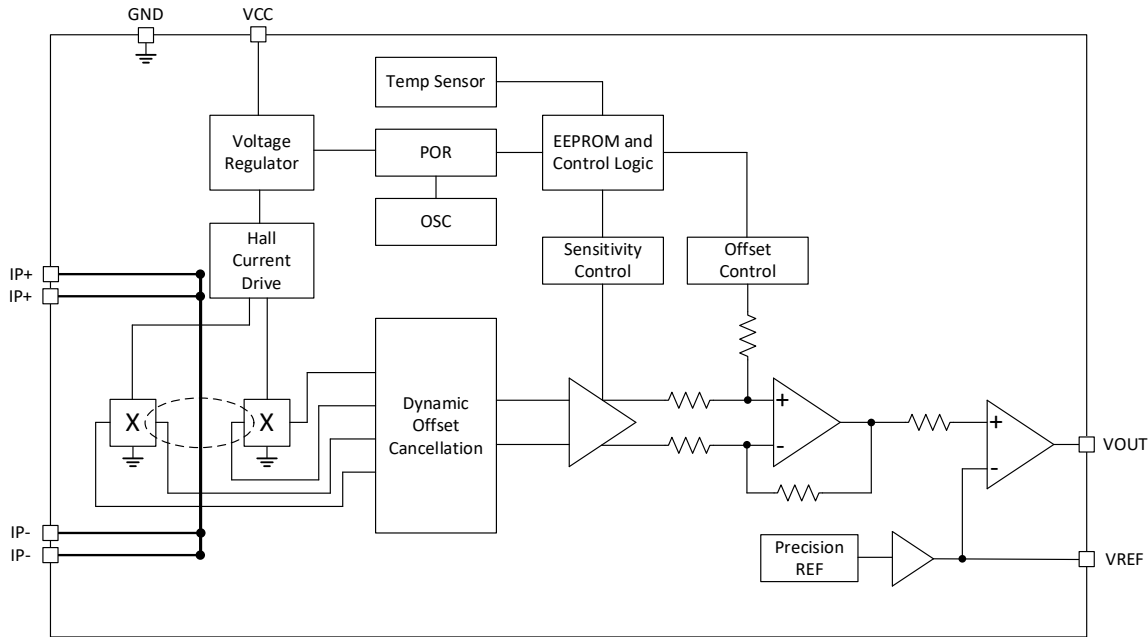 GND
VCC
Temp Sensor
Voltage
Regulator
POR
EEPROM and
Control Logic
OSC
Hall
Current
Drive
Sensitivity
Control
Offset
Control
IP+
IP+
X
X
Dynamic
Offset
Cancellation
+
-
+
-
VOUT
IP-
IP-
Precision
REF
VREF